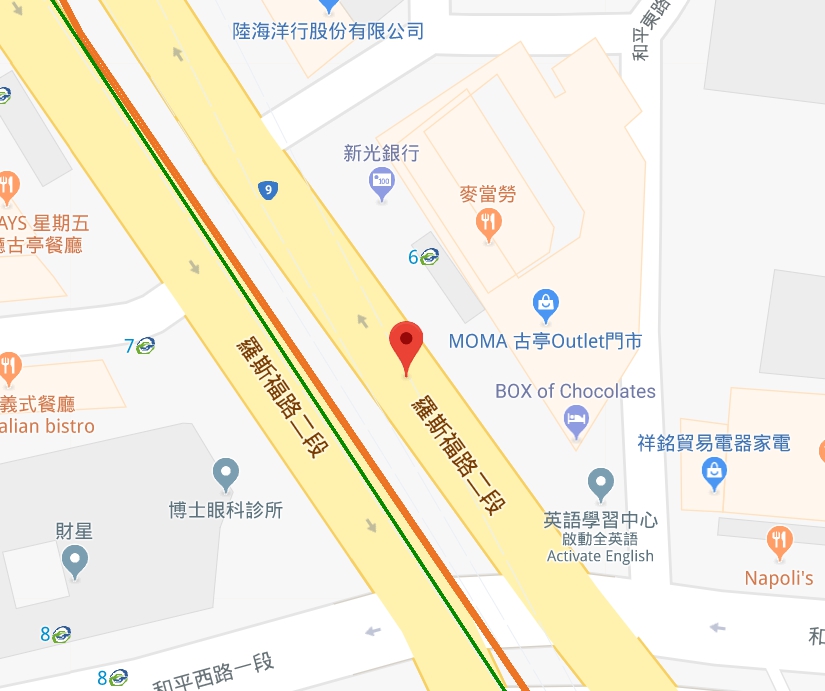 陸海洋行股份有限公司
和平東路
新光銀行
100
9
麥當勞
AYS 星期五
古亭餐廳
6
7
MOMA 古亭Outlet門市
羅斯福路二段
BOX of Chocolates
義式餐廳
alian bistro
羅斯福路二段
祥銘貿易電器家電
博士眼科診所
英語學習中心
啟動全英語
Activate English
財星
Napoli's
8
和
8
和平西路一段